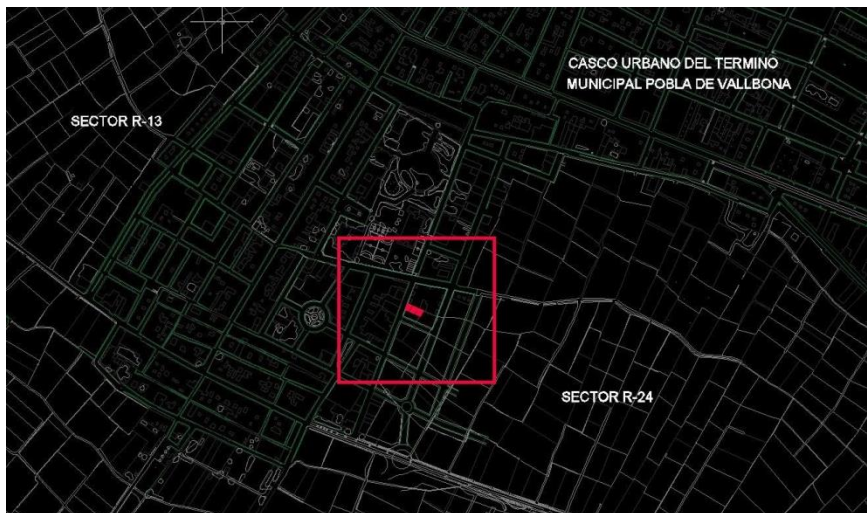 CASCO URBANO DEL TERMINO
MUNICIPAL POBLA DE VALLBONA
SECTOR R-13
SECTOR R-24